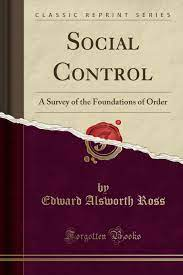 CLASSIC REPRINT SERIES
SOCIAL
CONTROL
A Survey of the Foundations of Order
by
Edward Alsworth Ross
Forgotten Books